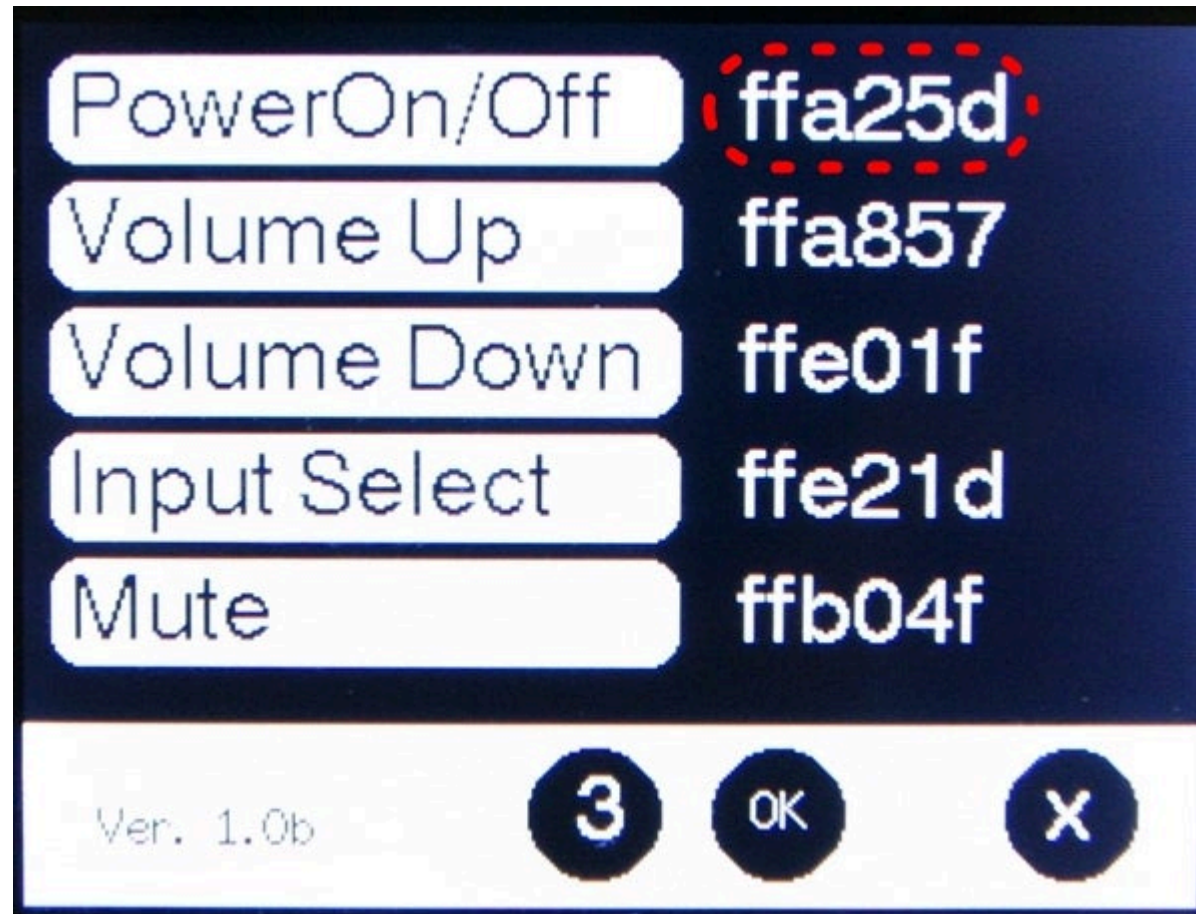 PowerOn/Off ffa25d
Volume Up ffa857
Volume Down ffe01f
Input Select ffe21d
Mute ffb04f
Ver. 1.0b 3 OK x